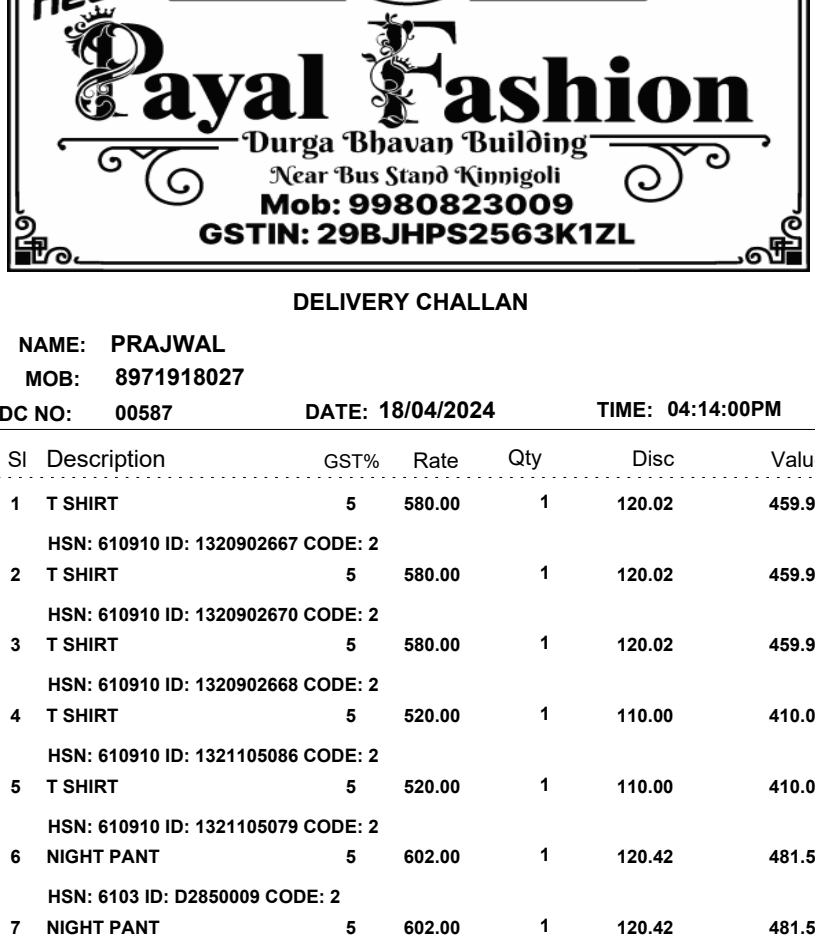 Payal Fashion
Durga Bhavan Building
Near Bus Stand Kinnigoli
Mob: 9980823009
GSTIN: 29BJHPS2563K1ZL
DELIVERY CHALLAN
NAME: PRAJWAL
MOB: 8971918027
DC NO: 00587 DATE: 18/04/2024 TIME: 04:14:00PM
Sl Description GST% Rate Qty Disc Valu
1 T SHIRT 5 580.00 1 120.02 459.9
HSN: 610910 ID: 1320902667 CODE: 2
2 T SHIRT 5 580.00 1 120.02 459.9
HSN: 610910 ID: 1320902670 CODE: 2
3 T SHIRT 5 580.00 1 120.02 459.9
HSN: 610910 ID: 1320902668 CODE: 2
4 T SHIRT 5 520.00 1 110.00 410.0
HSN: 610910 ID: 1321105086 CODE: 2
5 T SHIRT 5 520.00 1 110.00 410.0
HSN: 610910 ID: 1321105079 CODE: 2
6 NIGHT PANT 5 602.00 1 120.42 481.5
HSN: 6103 ID: D2850009 CODE: 2
7 NIGHT PANT 5 602.00 1 120.42 481.5